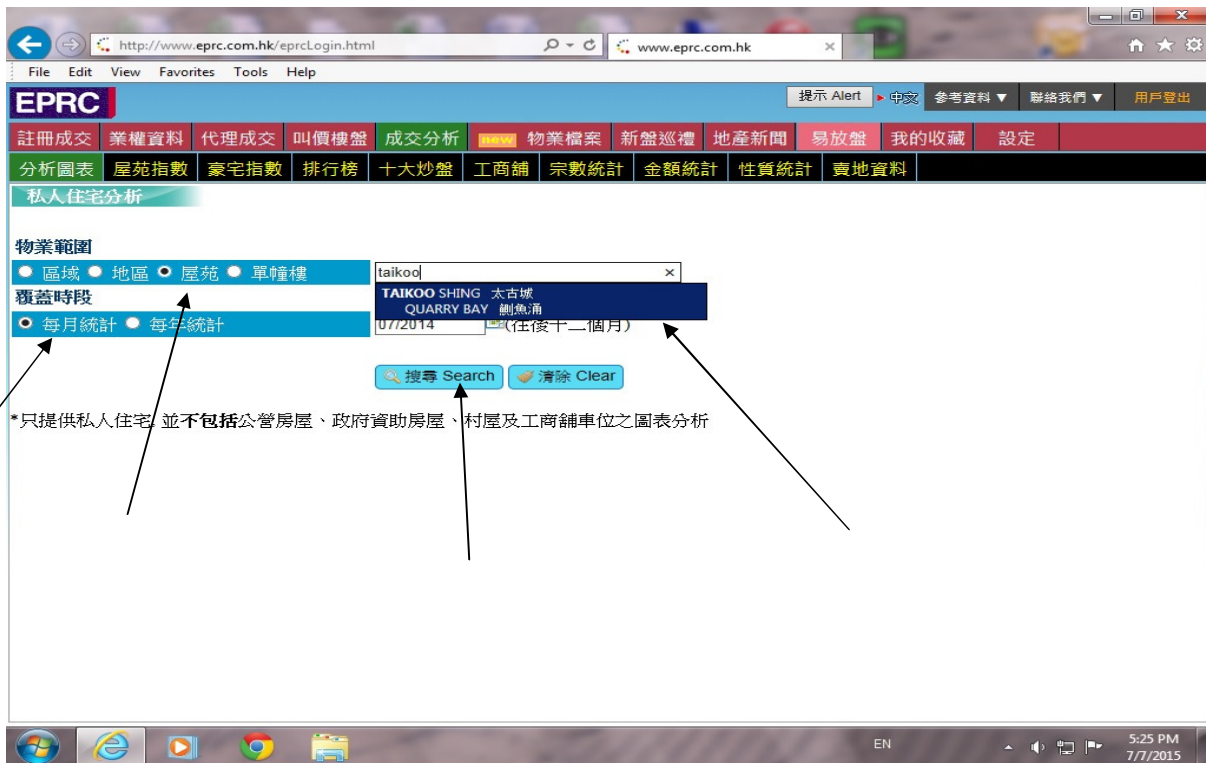 http://www.eprc.com.hk/eprcLogin.html
www.eprc.com.hk
File Edit View Favorites Tools Help
EPRC 提示 Alert 中文 參考資料 ▼ 聯絡我們 ▼ 用戶登出
註冊成交 業權資料 代理成交 叫價樓盤 成交分析 new 物業檔案 新盤巡禮 地產新聞 易放盤 我的收藏 設定
分析圖表 屋苑指數 豪宅指數 排行榜 十大炒盤 工商舖 宗數統計 金額統計 性質統計 賣地資料
私人住宅分析
物業範圍
區域 地區 屋苑 單幢樓 taikoo
TAIKOO SHING 太古城
QUARRY BAY 鰂魚涌
覆蓋時段
每月統計 每年統計 07/2014 (往後十二個月)
搜尋 Search 清除 Clear
*只提供私人住宅, 並不包括公營房屋、政府資助房屋、村屋及工商舖車位之圖表分析
EN
5:25 PM
7/7/2015